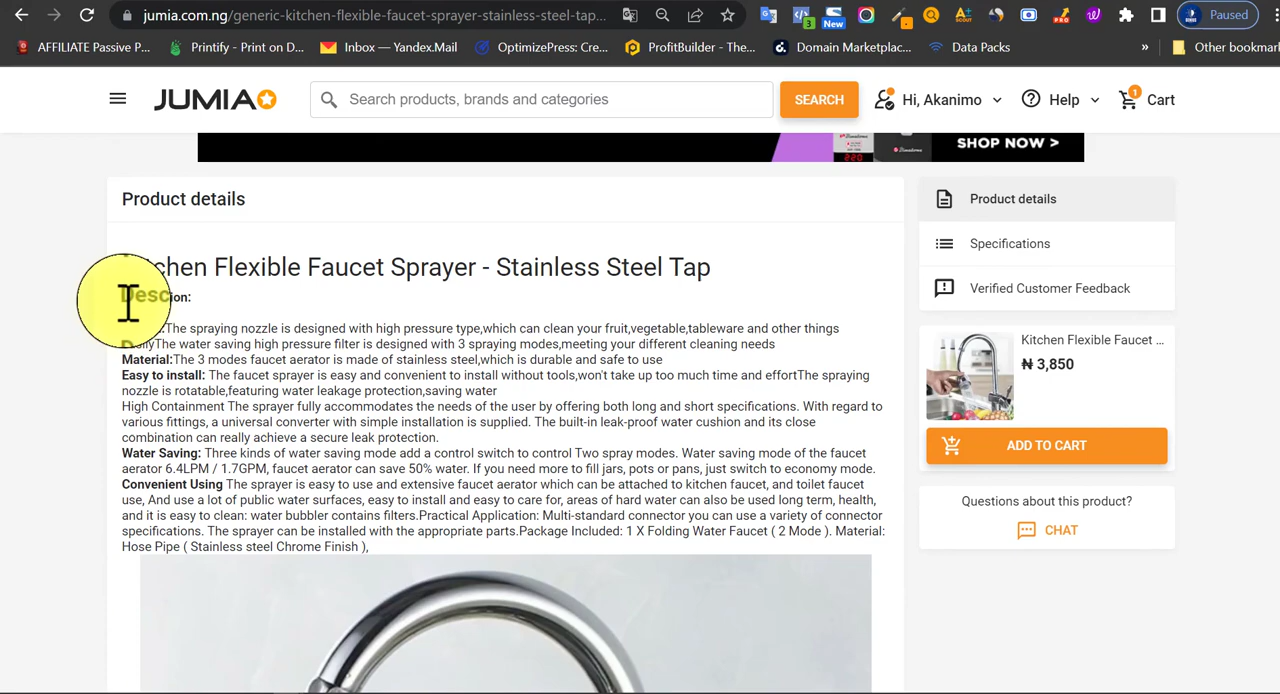 jumia.com.ng/generic-kitchen-flexible-faucet-sprayer-stainless-steel-tap...
3
New
Paused
AFFILIATE Passive P...
Printify - Print on D...
Inbox — Yandex.Mail
OptimizePress: Cre...
ProfitBuilder - The...
Domain Marketplac...
Data Packs
»
Other bookmar
JUMIA
Search products, brands and categories
SEARCH
Hi, Akanimo
Help
1
Cart
SHOP NOW >
Product details
Product details
Specifications
Verified Customer Feedback
Kitchen Flexible Faucet Sprayer - Stainless Steel Tap
The spraying nozzle is designed with high pressure type,which can clean your fruit,vegetable,tableware and other things
The water saving high pressure filter is designed with 3 spraying modes,meeting your different cleaning needs
Material:The 3 modes faucet aerator is made of stainless steel,which is durable and safe to use
Easy to install: The faucet sprayer is easy and convenient to install without tools,won't take up too much time and effortThe spraying
nozzle is rotatable,featuring water leakage protection,saving water
High Containment The sprayer fully accommodates the needs of the user by offering both long and short specifications. With regard to
various fittings, a universal converter with simple installation is supplied. The built-in leak-proof water cushion and its close
combination can really achieve a secure leak protection.
Water Saving: Three kinds of water saving mode add a control switch to control Two spray modes. Water saving mode of the faucet
aerator 6.4LPM / 1.7GPM, faucet aerator can save 50% water. If you need more to fill jars, pots or pans, just switch to economy mode.
Convenient Using The sprayer is easy to use and extensive faucet aerator which can be attached to kitchen faucet, and toilet faucet
use, And use a lot of public water surfaces, easy to install and easy to care for, areas of hard water can also be used long term, health,
and it is easy to clean: water bubbler contains filters.Practical Application: Multi-standard connector you can use a variety of connector
specifications. The sprayer can be installed with the appropriate parts.Package Included: 1 X Folding Water Faucet ( 2 Mode ). Material:
Hose Pipe ( Stainless steel Chrome Finish ),
Kitchen Flexible Faucet ...
₦ 3,850
ADD TO CART
Questions about this product?
CHAT